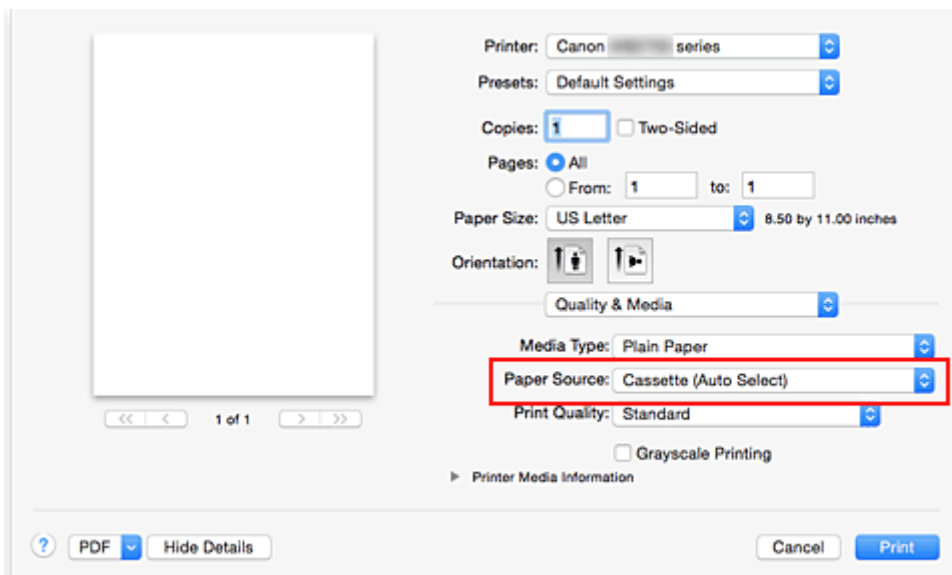 Printer: Canon series
Presets: Default Settings
Copies: 1 Two-Sided
Pages: All
From: 1 to: 1
Paper Size: US Letter 8.50 by 11.00 inches
Orientation:
Quality & Media
Media Type: Plain Paper
Paper Source: Cassette (Auto Select)
Print Quality: Standard
Grayscale Printing
Printer Media Information
1 of 1
? PDF Hide Details Cancel Print